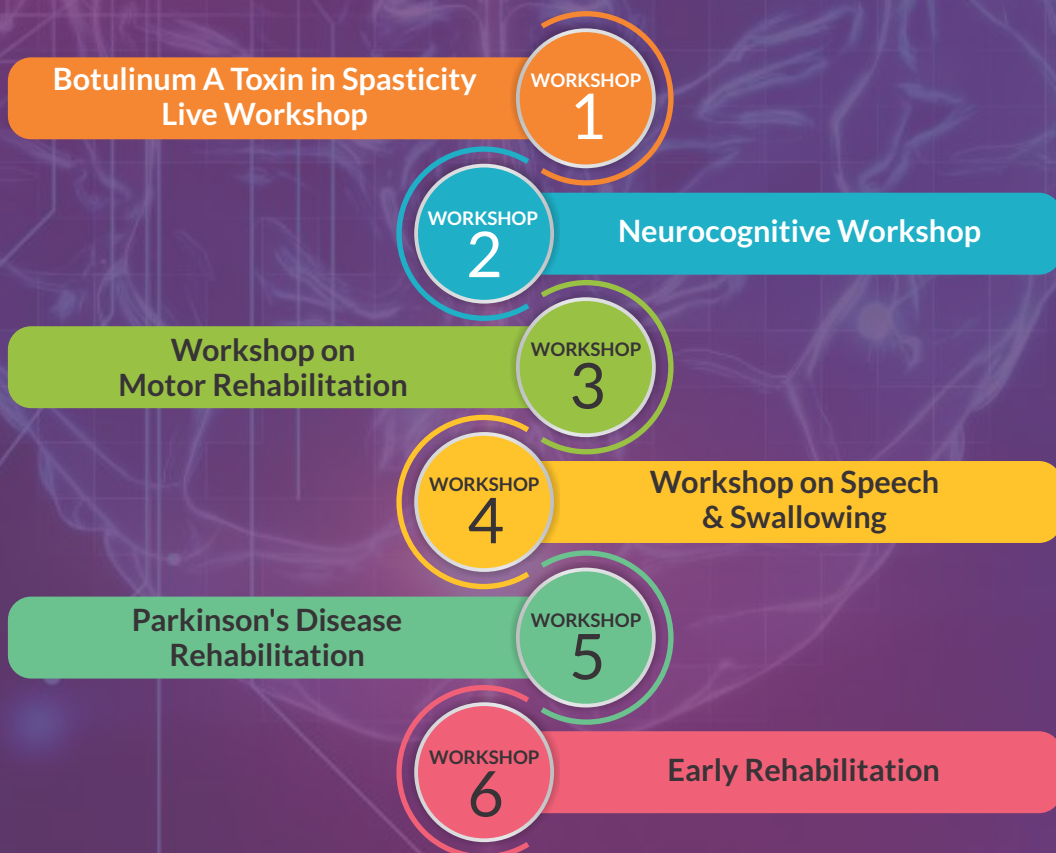 Botulinum A Toxin in Spasticity
Live Workshop
WORKSHOP
1
WORKSHOP
2
Neurocognitive Workshop
Workshop on
Motor Rehabilitation
WORKSHOP
3
WORKSHOP
4
Workshop on Speech
& Swallowing
Parkinson's Disease
Rehabilitation
WORKSHOP
5
WORKSHOP
6
Early Rehabilitation